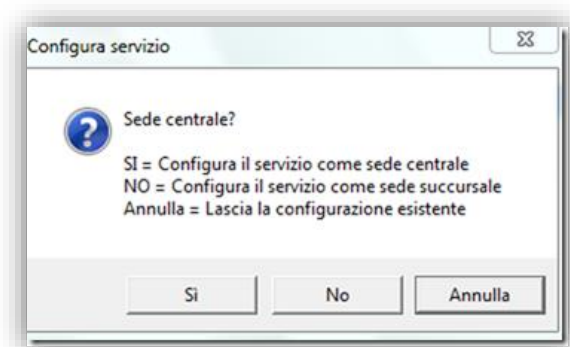 Configura servizio
Sede centrale?
SI = Configura il servizio come sede centrale
NO = Configura il servizio come sede succursale
Annulla = Lascia la configurazione esistente
Sì
No
Annulla